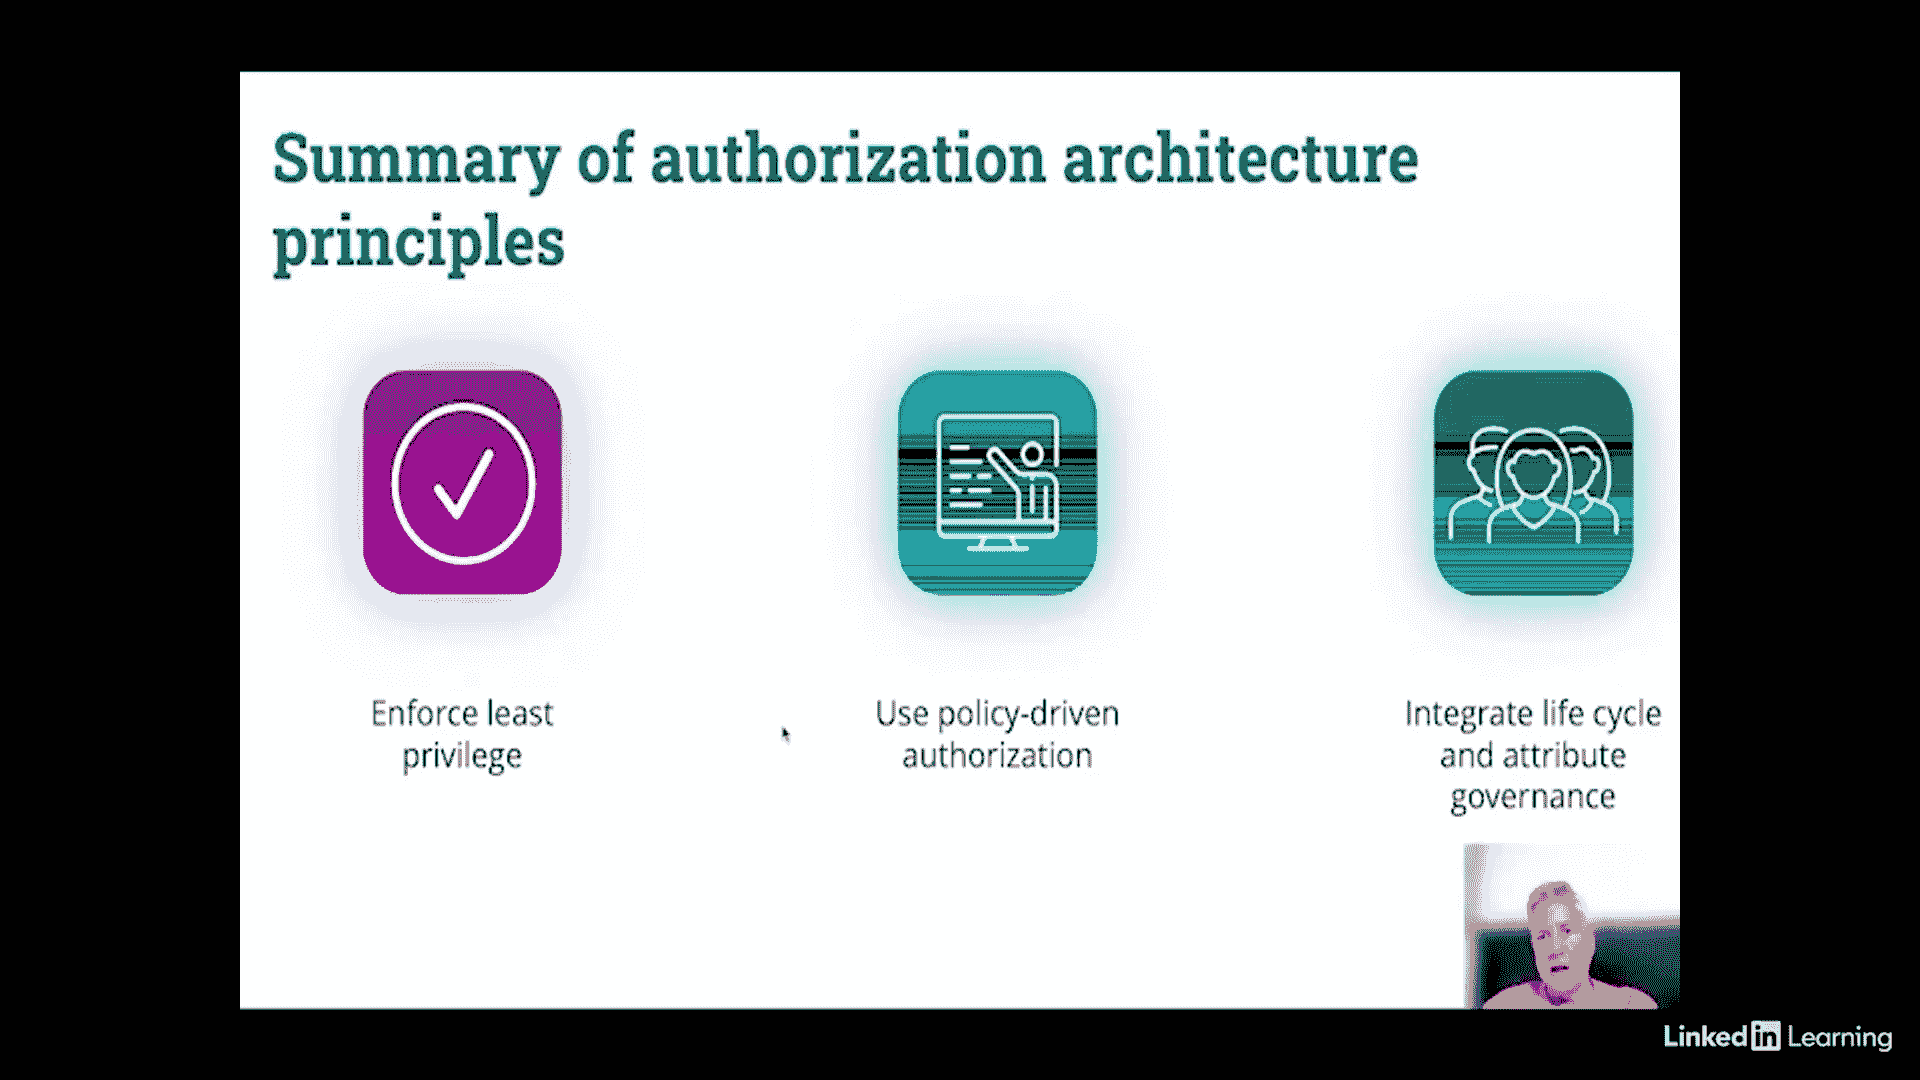 Summary of authorization architecture
principles
Enforce least
privilege
Use policy-driven
authorization
Integrate life cycle
and attribute
governance
Linked in Learning